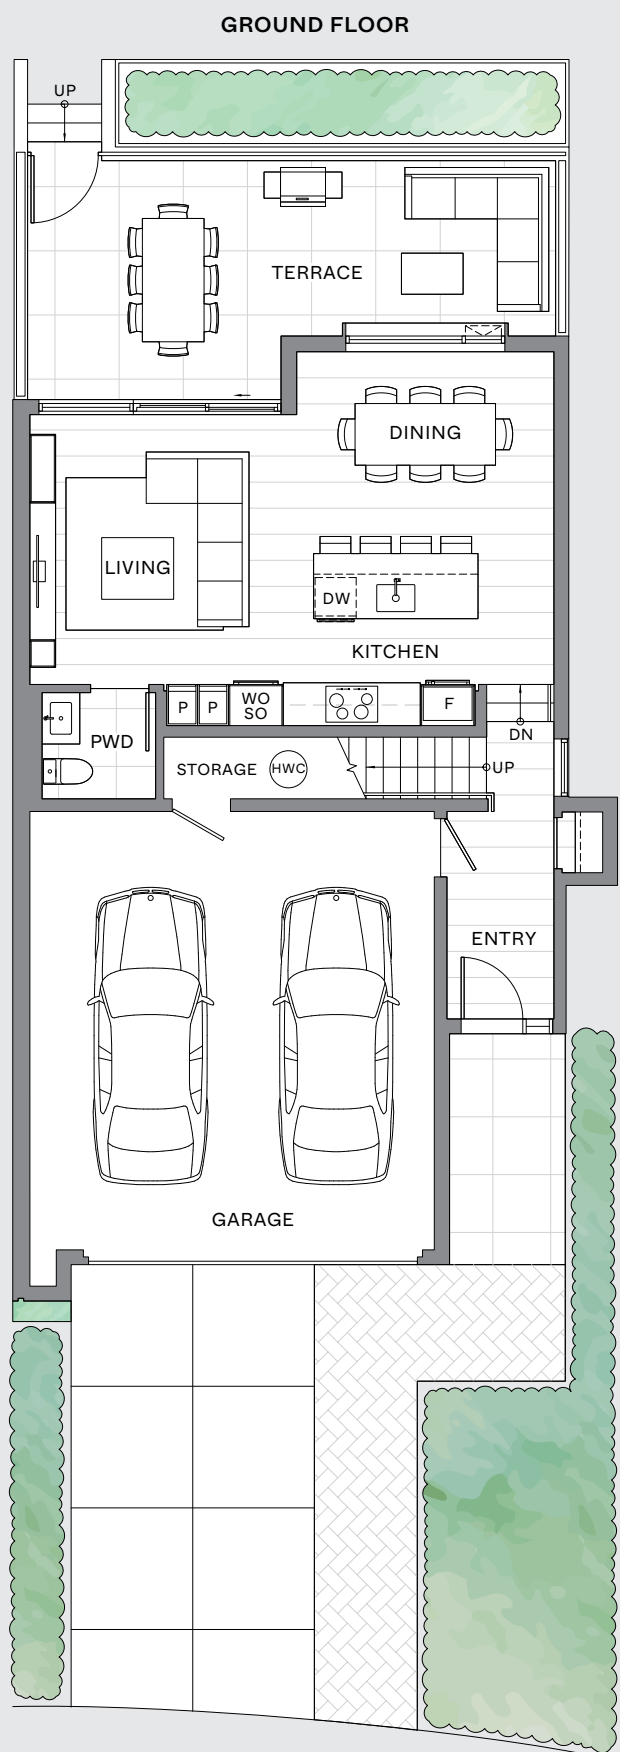 GROUND FLOOR
UP
TERRACE
DINING
LIVING
DW
KITCHEN
P
P
WO
SO
F
PWD
DN
STORAGE
HWC
UP
ENTRY
GARAGE